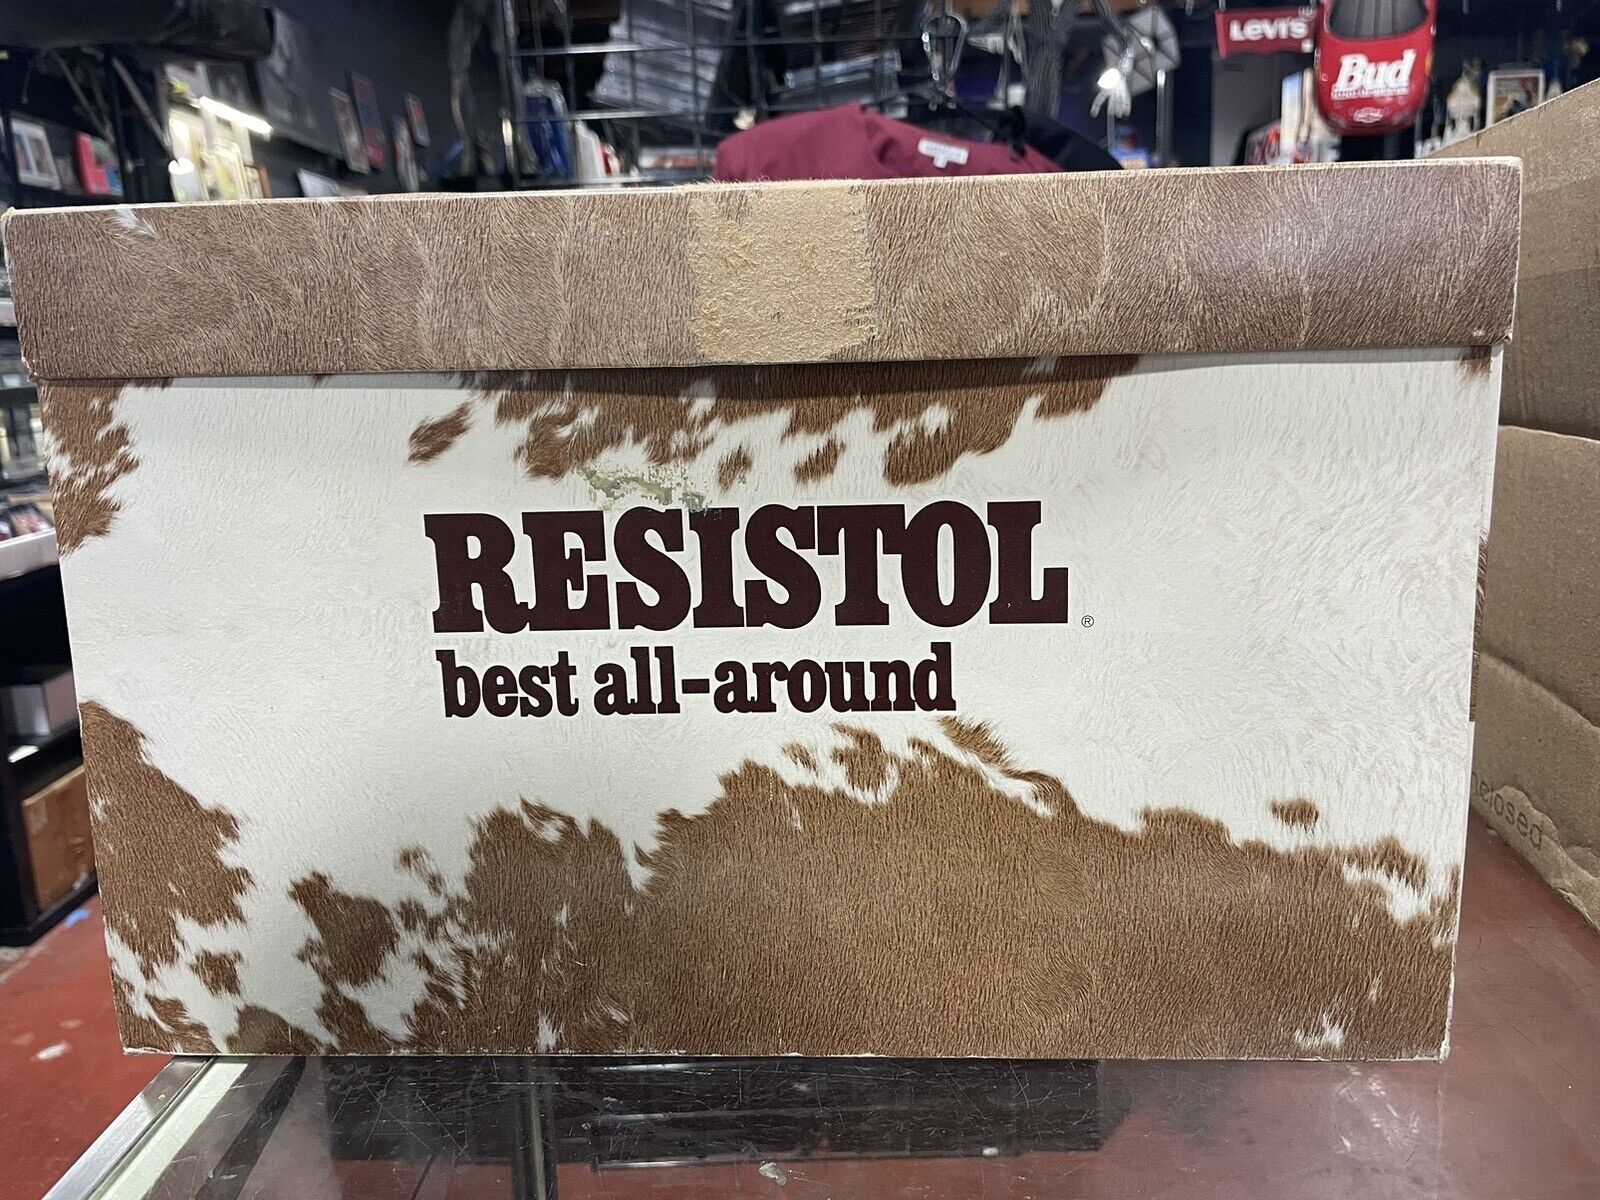 LEVI'S
Bud
RESISTOL®
best all-around
nclosed